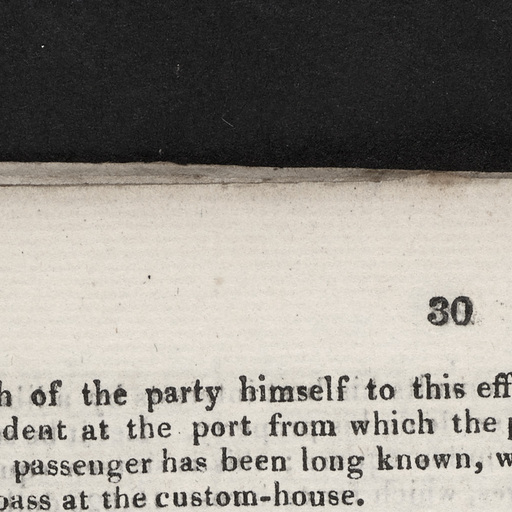 30
h of the party himself to this eff
dent at the port from which the p
passenger has been long known, w
pass at the custom-house.